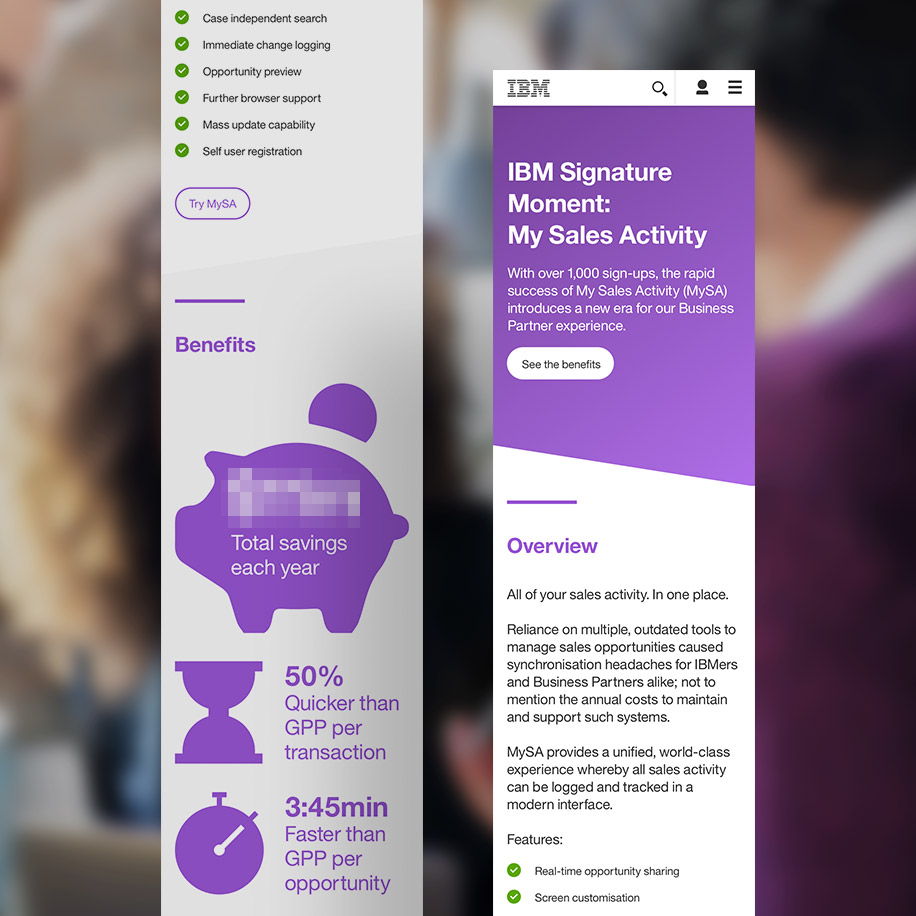 Case independent search
Immediate change logging
Opportunity preview
Further browser support
Mass update capability
Self user registration
Try MySA
Benefits
Total savings
each year
50%
Quicker than
GPP per
transaction
3:45min
Faster than
GPP per
opportunity
IBM
IBM Signature
Moment:
My Sales Activity
With over 1,000 sign-ups, the rapid
success of My Sales Activity (MySA)
introduces a new era for our Business
Partner experience.
See the benefits
Overview
All of your sales activity. In one place.
Reliance on multiple, outdated tools to
manage sales opportunities caused
synchronisation headaches for IBMers
and Business Partners alike; not to
mention the annual costs to maintain
and support such systems.
MySA provides a unified, world-class
experience whereby all sales activity
can be logged and tracked in a
modern interface.
Features:
Real-time opportunity sharing
Screen customisation